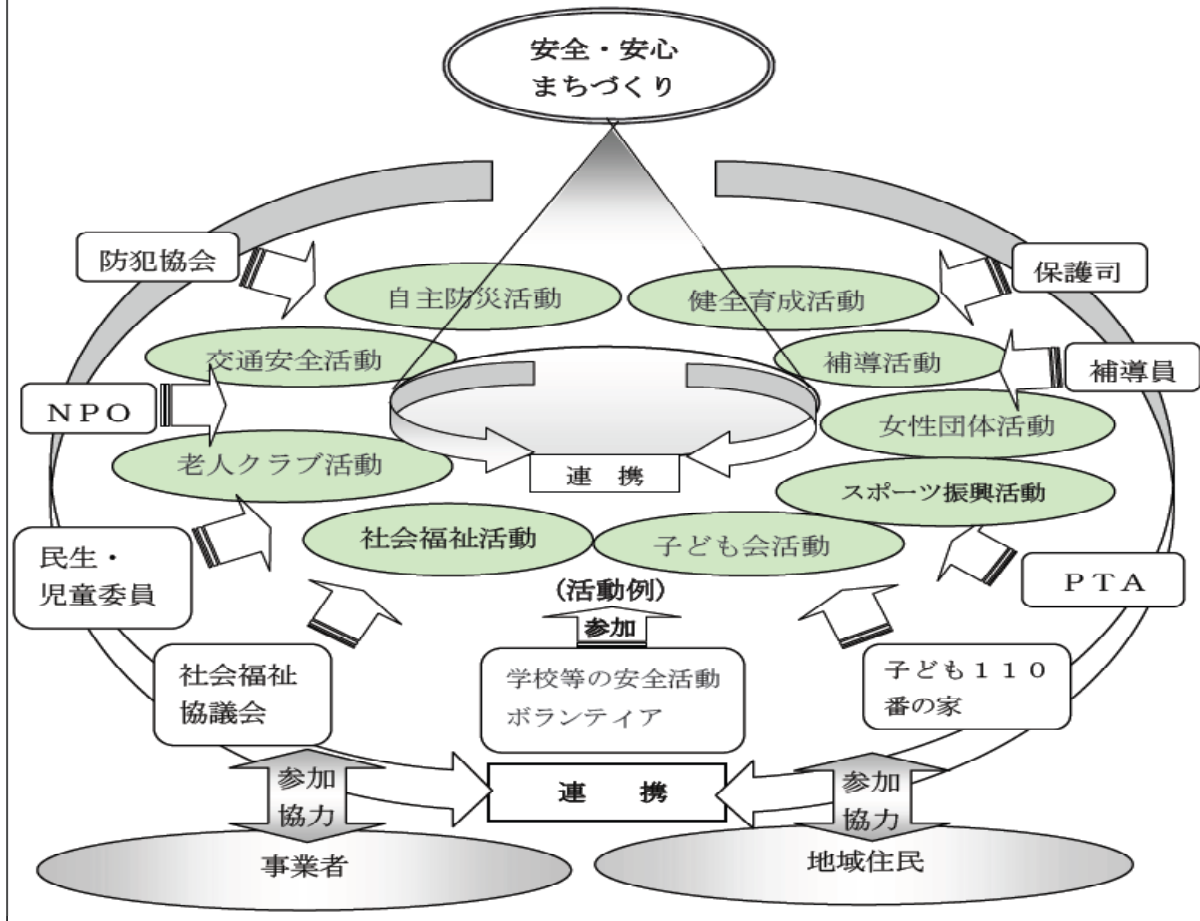 安全・安心
まちづくり
防犯協会
保護司
自主防災活動
健全育成活動
交通安全活動
補導活動
補導員
NPO
女性団体活動
老人クラブ活動
連 携
スポーツ振興活動
社会福祉活動
子ども会活動
民生・
児童委員
(活動例)
PTA
参加
社会福祉
協議会
学校等の安全活動
ボランティア
子ども110
番の家
参加
協力
連 携
参加
協力
事業者
地域住民